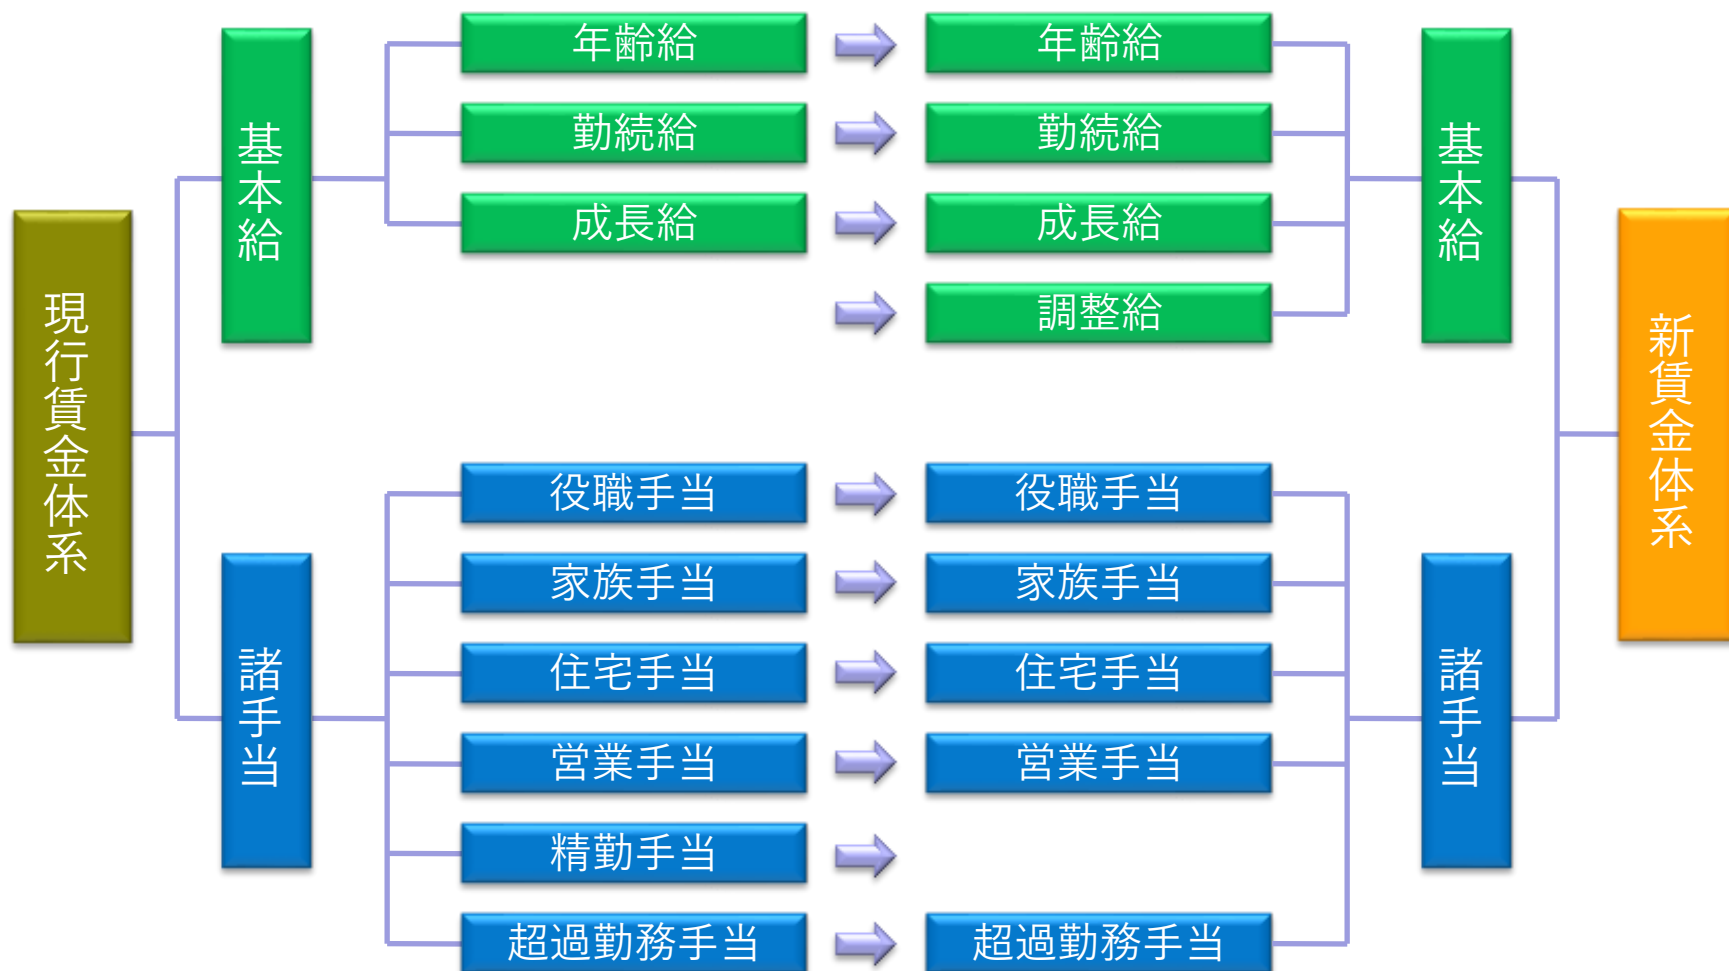 現行賃金体系
基本給
年齢給
年齢給
勤続給
勤続給
成長給
成長給
調整給
基本給
諸手当
役職手当
役職手当
家族手当
家族手当
住宅手当
住宅手当
営業手当
営業手当
精勤手当
超過勤務手当
超過勤務手当
諸手当
新賃金体系